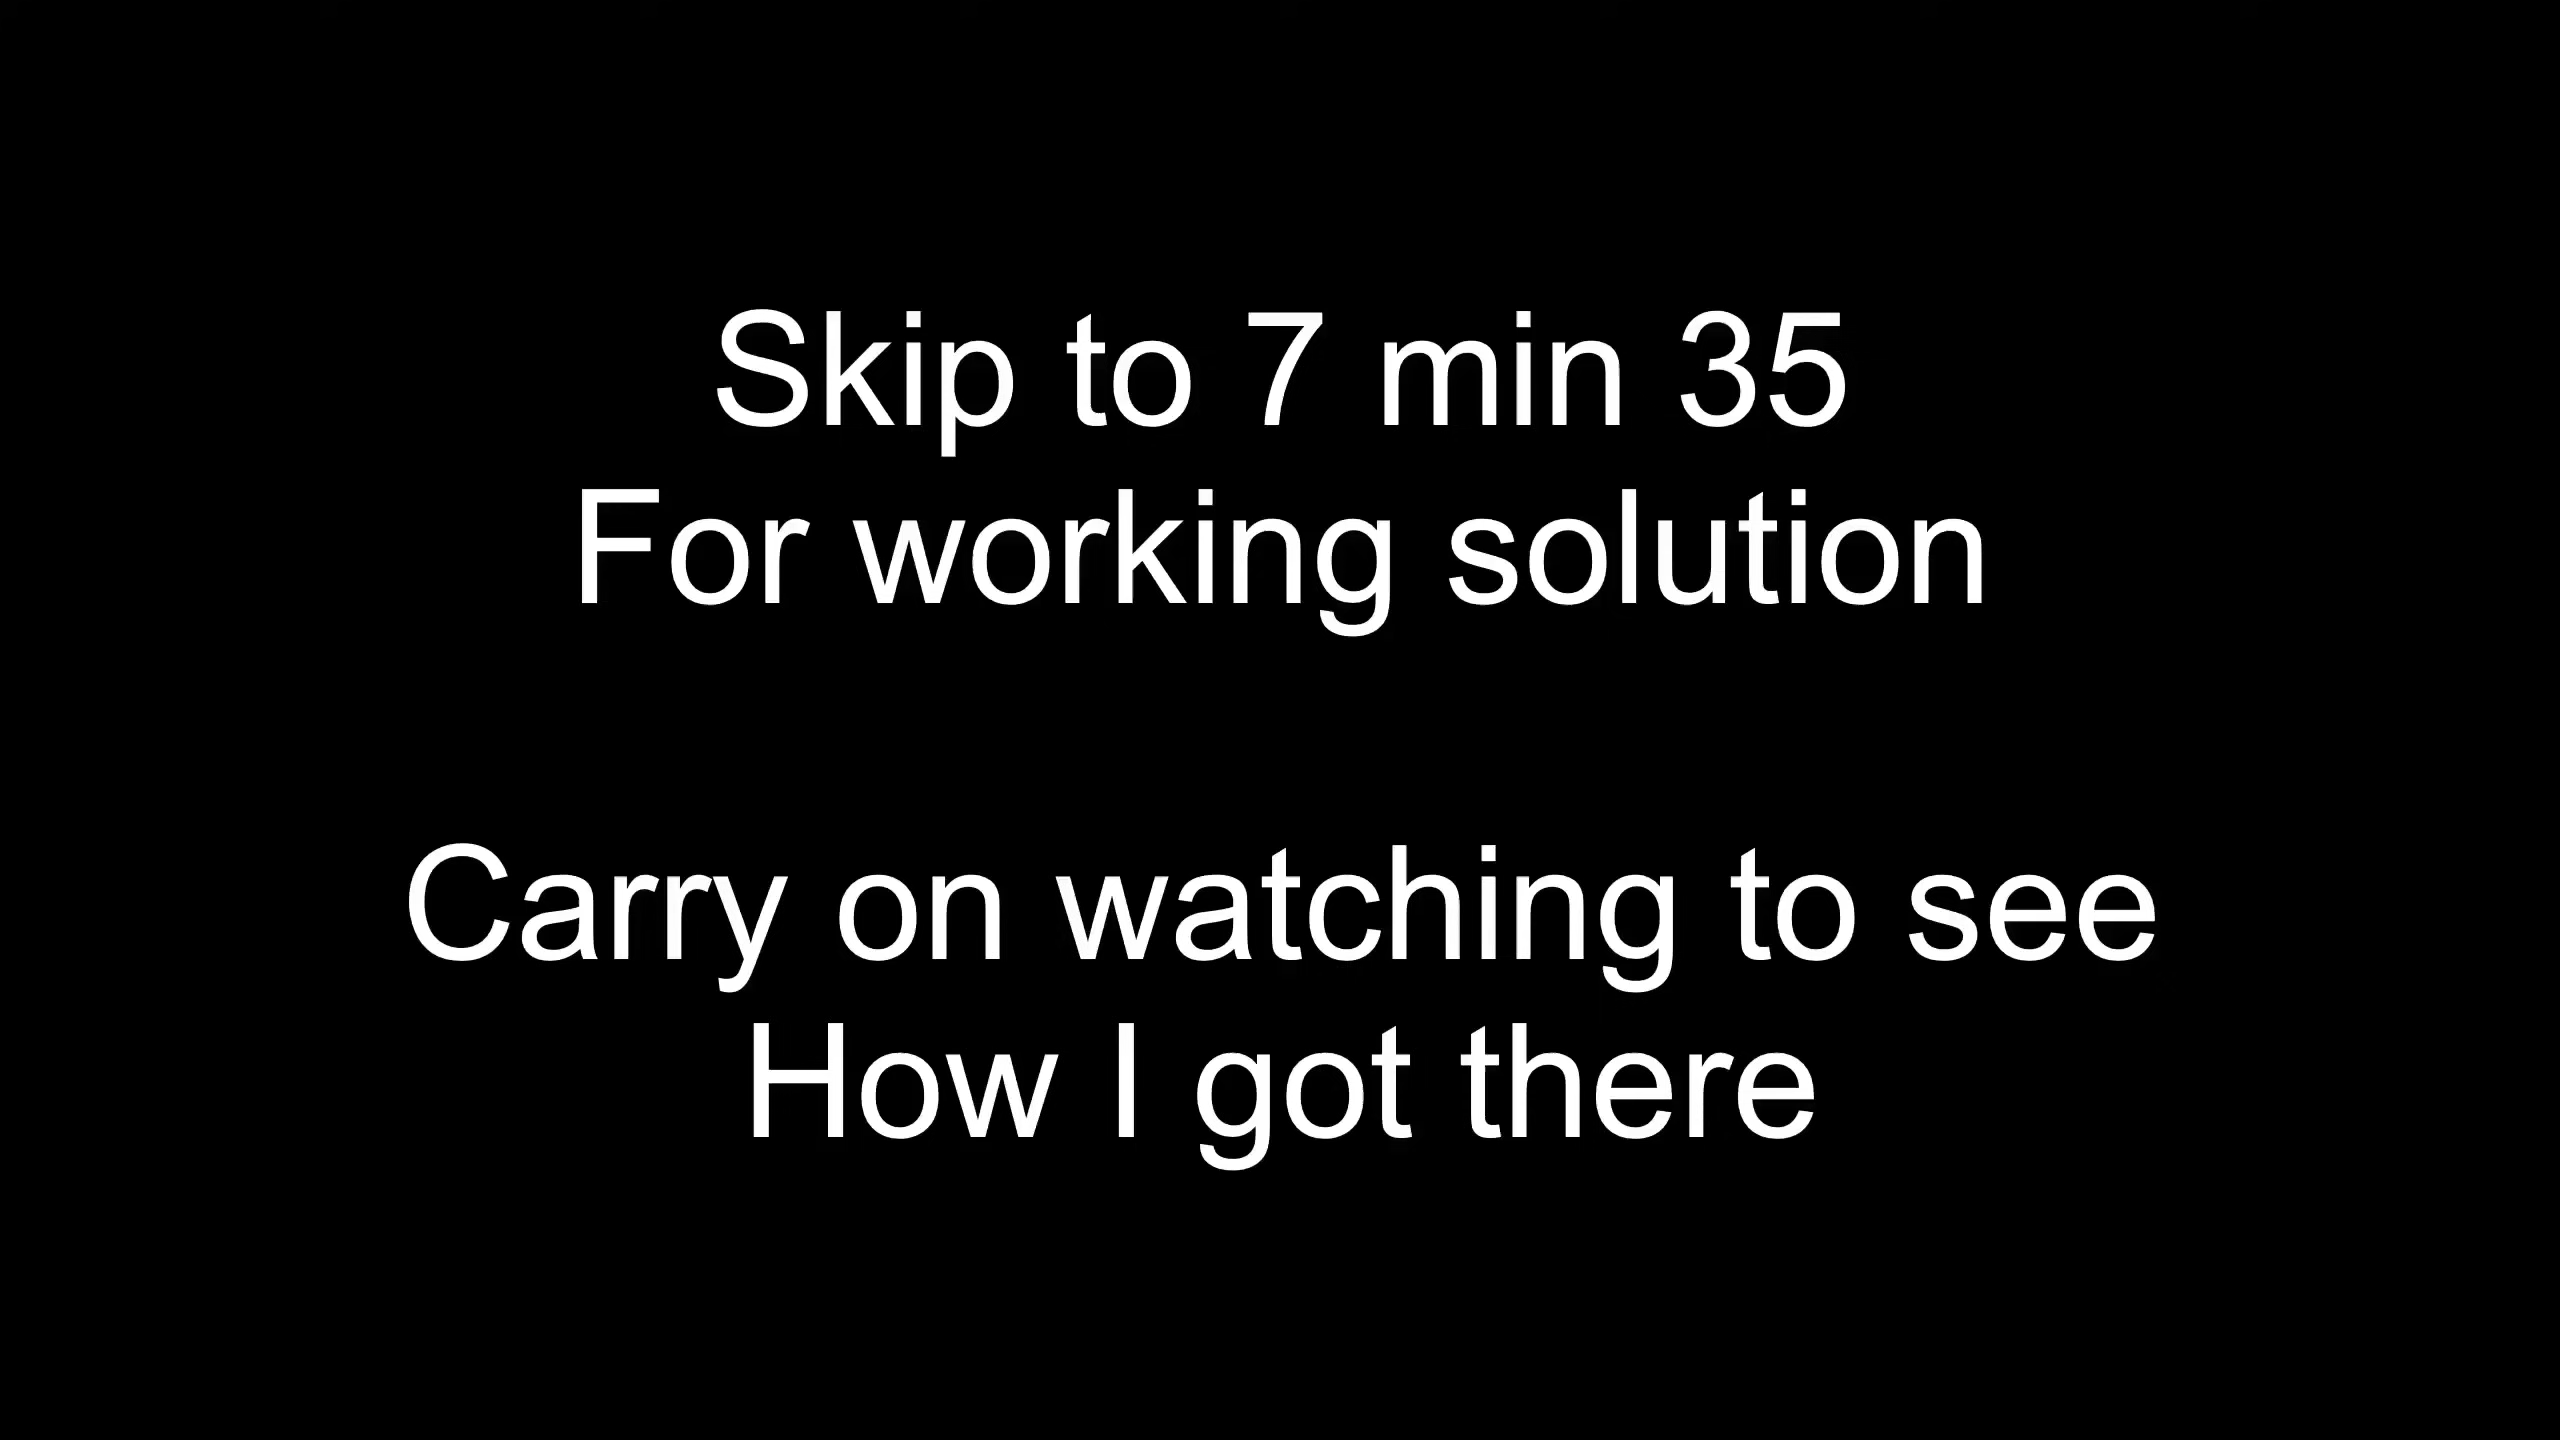 Skip to 7 min 35
For working solution
Carry on watching to see
How I got there